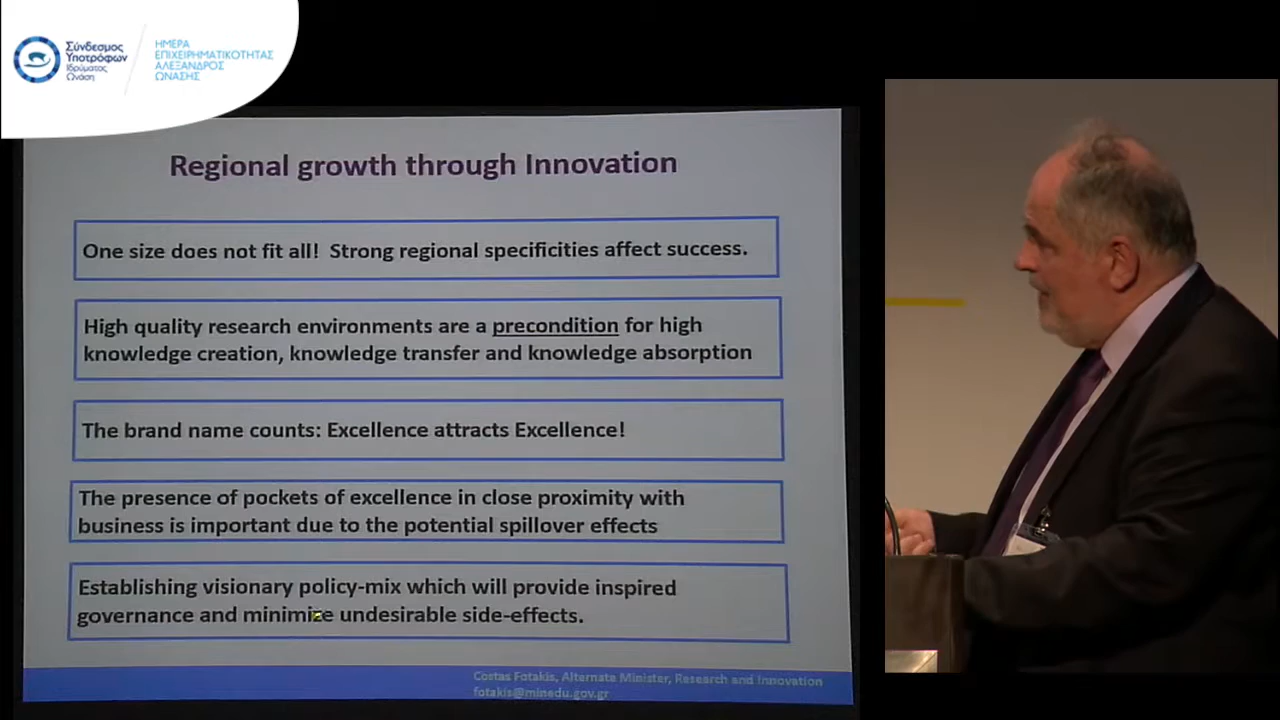 Σύνδεσμος
Υποτρόφων
Ιδρύματος
Ωνάση
ΗΜΕΡΑ
ΕΠΙΧΕΙΡΗΜΑΤΙΚΟΤΗΤΑΣ
ΑΛΕΞΑΝΔΡΟΣ
ΩΝΑΣΗΣ
Regional growth through Innovation
One size does not fit all! Strong regional specificities affect success.
High quality research environments are a precondition for high
knowledge creation, knowledge transfer and knowledge absorption
The brand name counts: Excellence attracts Excellence!
The presence of pockets of excellence in close proximity with
business is important due to the potential spillover effects
Establishing visionary policy-mix which will provide inspired
governance and minimize undesirable side-effects.
Costas Fotakis, Alternate Minister, Research and Innovation
fotakis@minedu.gov.gr